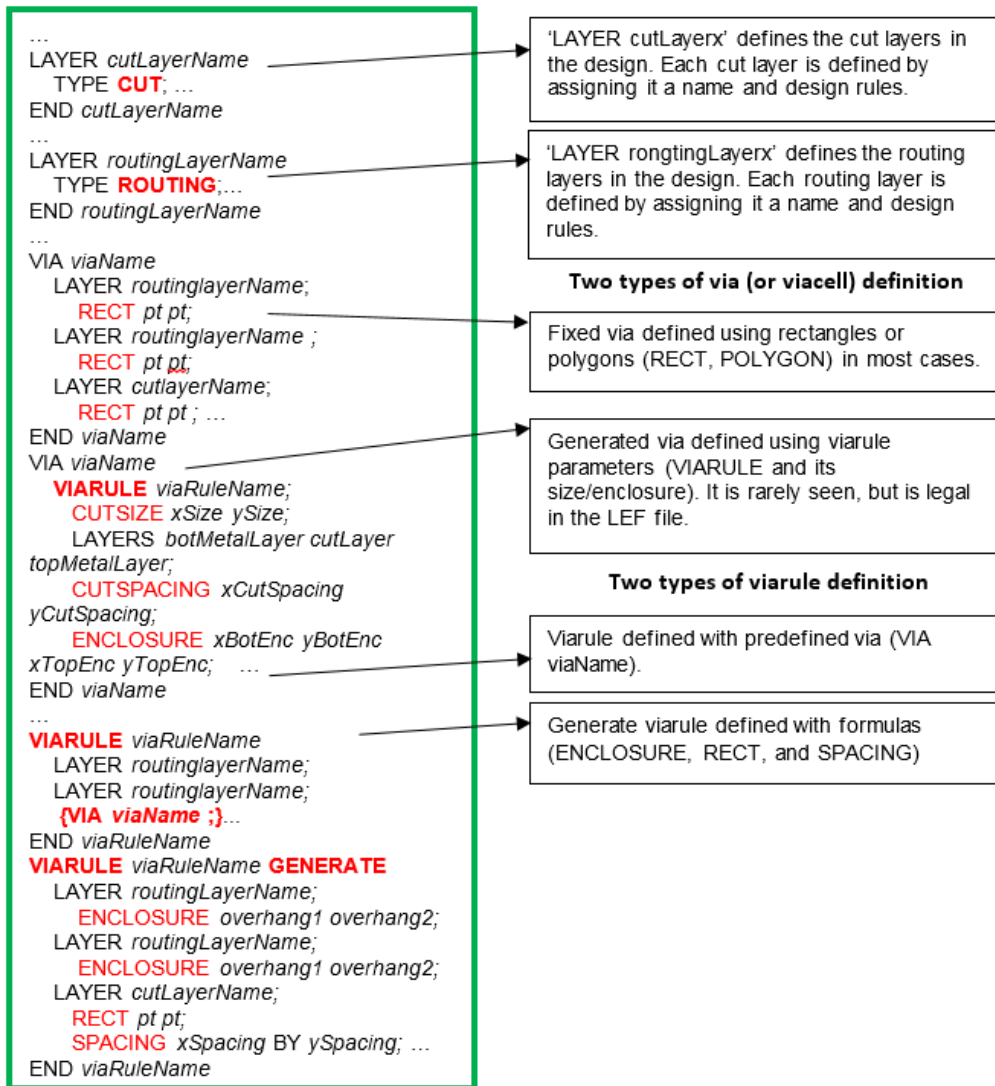 ...
LAYER cutLayerName
TYPE CUT; ...
END cutLayerName
...
LAYER routingLayerName
TYPE ROUTING;...
END routingLayerName
...
VIA viaName
LAYER routinglayerName;
RECT pt pt;
LAYER routinglayerName ;
RECT pt pt;
LAYER cutlayerName;
RECT pt pt ; ...
END viaName
VIA viaName
VIARULE viaRuleName;
CUTSIZE xSize ySize;
LAYERS botMetalLayer cutLayer
topMetalLayer;
CUTSPACING xCutSpacing
yCutSpacing;
ENCLOSURE xBotEnc yBotEnc
xTopEnc yTopEnc; ...
END viaName
...
VIARULE viaRuleName
LAYER routinglayerName;
LAYER routinglayerName;
{VIA viaName ;}...
END viaRuleName
VIARULE viaRuleName GENERATE
LAYER routingLayerName;
ENCLOSURE overhang1 overhang2;
LAYER routingLayerName;
ENCLOSURE overhang1 overhang2;
LAYER cutLayerName;
RECT pt pt;
SPACING xSpacing BY ySpacing; ...
END viaRuleName
‘LAYER cutLayerx’ defines the cut layers in
the design. Each cut layer is defined by
assigning it a name and design rules.
‘LAYER rongtingLayerx’ defines the routing
layers in the design. Each routing layer is
defined by assigning it a name and design
rules.
Two types of via (or viacell) definition
Fixed via defined using rectangles or
polygons (RECT, POLYGON) in most cases.
Generated via defined using viarule
parameters (VIARULE and its
size/enclosure). It is rarely seen, but is legal
in the LEF file.
Two types of viarule definition
Viarule defined with predefined via (VIA
viaName).
Generate viarule defined with formulas
(ENCLOSURE, RECT, and SPACING)